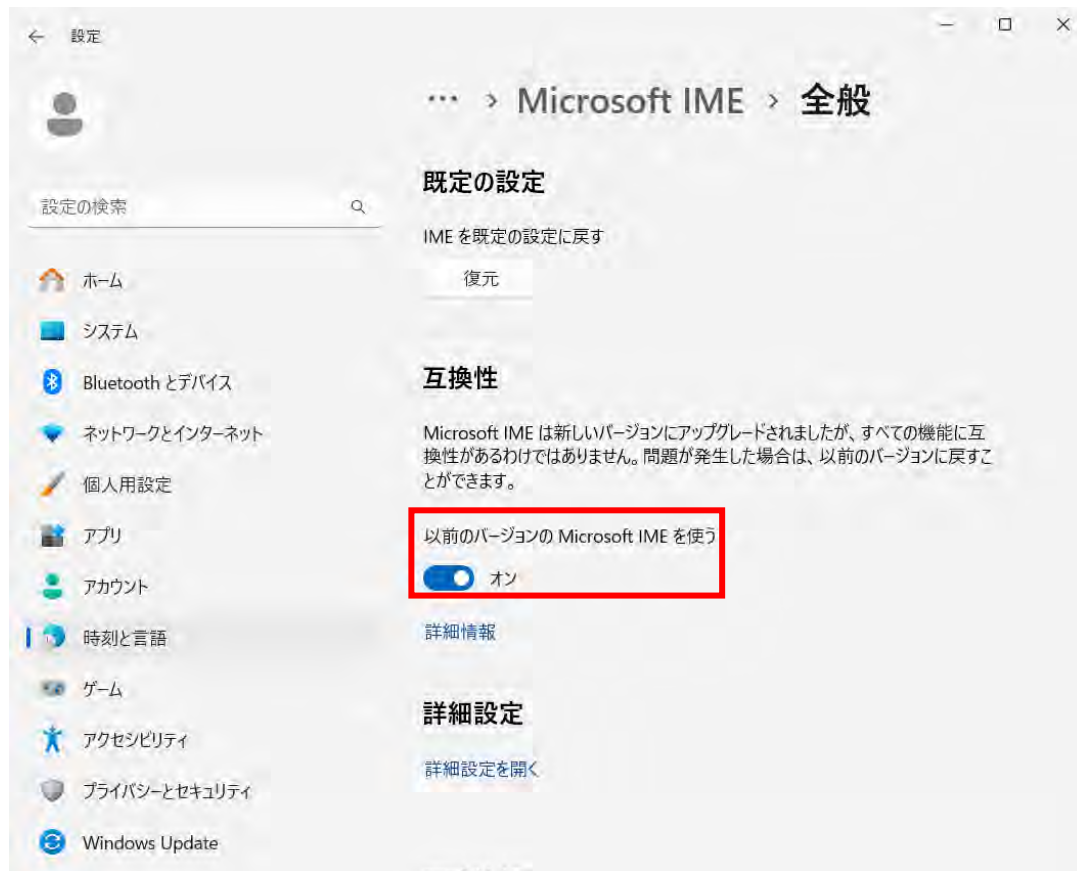 ← 設定
… › Microsoft IME › 全般
設定の検索
ホーム
システム
Bluetooth とデバイス
ネットワークとインターネット
個人用設定
アプリ
アカウント
時刻と言語
ゲーム
アクセシビリティ
プライバシーとセキュリティ
Windows Update
既定の設定
IME を既定の設定に戻す
復元
互換性
Microsoft IME は新しいバージョンにアップグレードされましたが、すべての機能に互
換性があるわけではありません。問題が発生した場合は、以前のバージョンに戻すこ
とができます。
以前のバージョンの Microsoft IME を使う
オン
詳細情報
詳細設定
詳細設定を開く